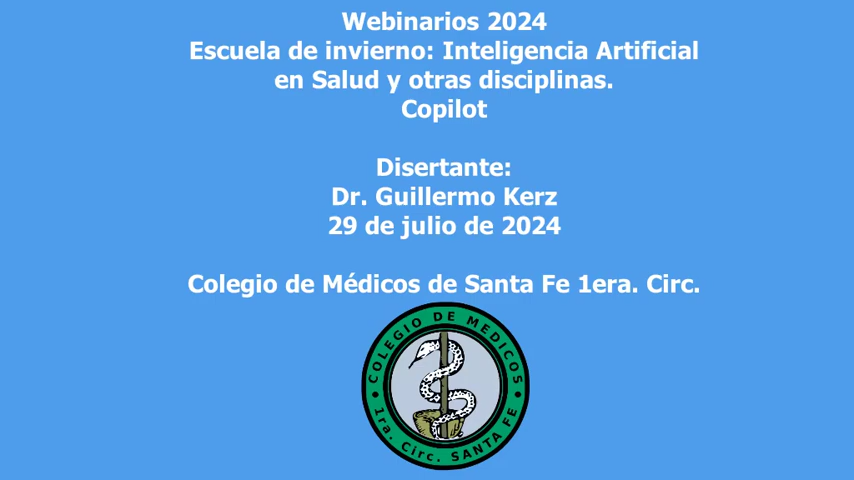 Webinarios 2024
Escuela de invierno: Inteligencia Artificial
en Salud y otras disciplinas.
Copilot
Disertante:
Dr. Guillermo Kerz
29 de julio de 2024
Colegio de Médicos de Santa Fe 1era. Circ.
COLEGIO DE MEDICOS
1ra. Circ. SANTA FE